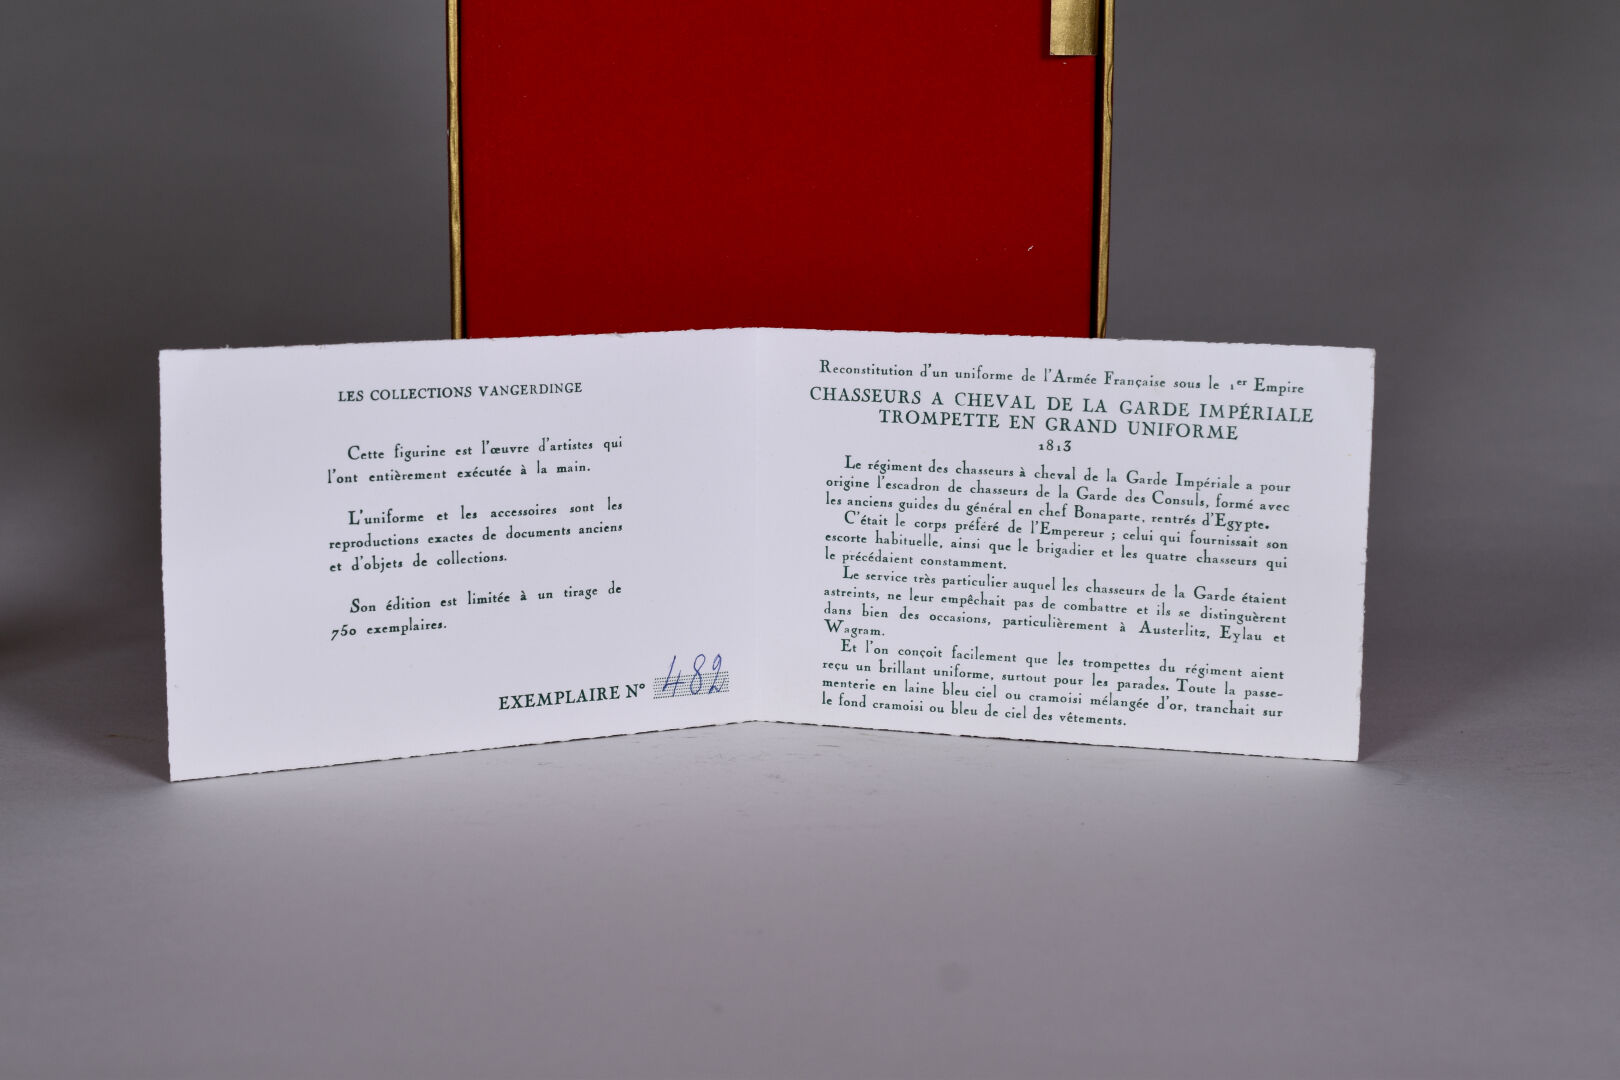 LES COLLECTIONS VANGERDINGE
Cette figurine est l'œuvre d'artistes qui
l'ont entièrement exécutée à la main.
L'uniforme et les accessoires sont les
reproductions exactes de documents anciens
et d'objets de collections.
Son édition est limitée à un tirage de
750 exemplaires.
EXEMPLAIRE N° 482
Reconstitution d'un uniforme de l'Armée Française sous le 1er Empire
CHASSEURS A CHEVAL DE LA GARDE IMPÉRIALE
TROMPETTE EN GRAND UNIFORME
1813
Le régiment des chasseurs à cheval de la Garde Impériale a pour
origine l'escadron de chasseurs de la Garde des Consuls, formé avec
les anciens guides du général en chef Bonaparte, rentrés d'Egypte.
C'était le corps préféré de l'Empereur ; celui qui fournissait son
escorte habituelle, ainsi que le brigadier et les quatre chasseurs qui
le précédaient constamment.
Le service très particulier auquel les chasseurs de la Garde étaient
astreints, ne leur empêchait pas de combattre et ils se distinguèrent
dans bien des occasions, particulièrement à Austerlitz, Eylau et
Wagram.
Et l'on conçoit facilement que les trompettes du régiment aient
reçu un brillant uniforme, surtout pour les parades. Toute la passe-
menterie en laine bleu ciel ou cramoisi mélangée d'or, tranchait sur
le fond cramoisi ou bleu de ciel des vêtements.